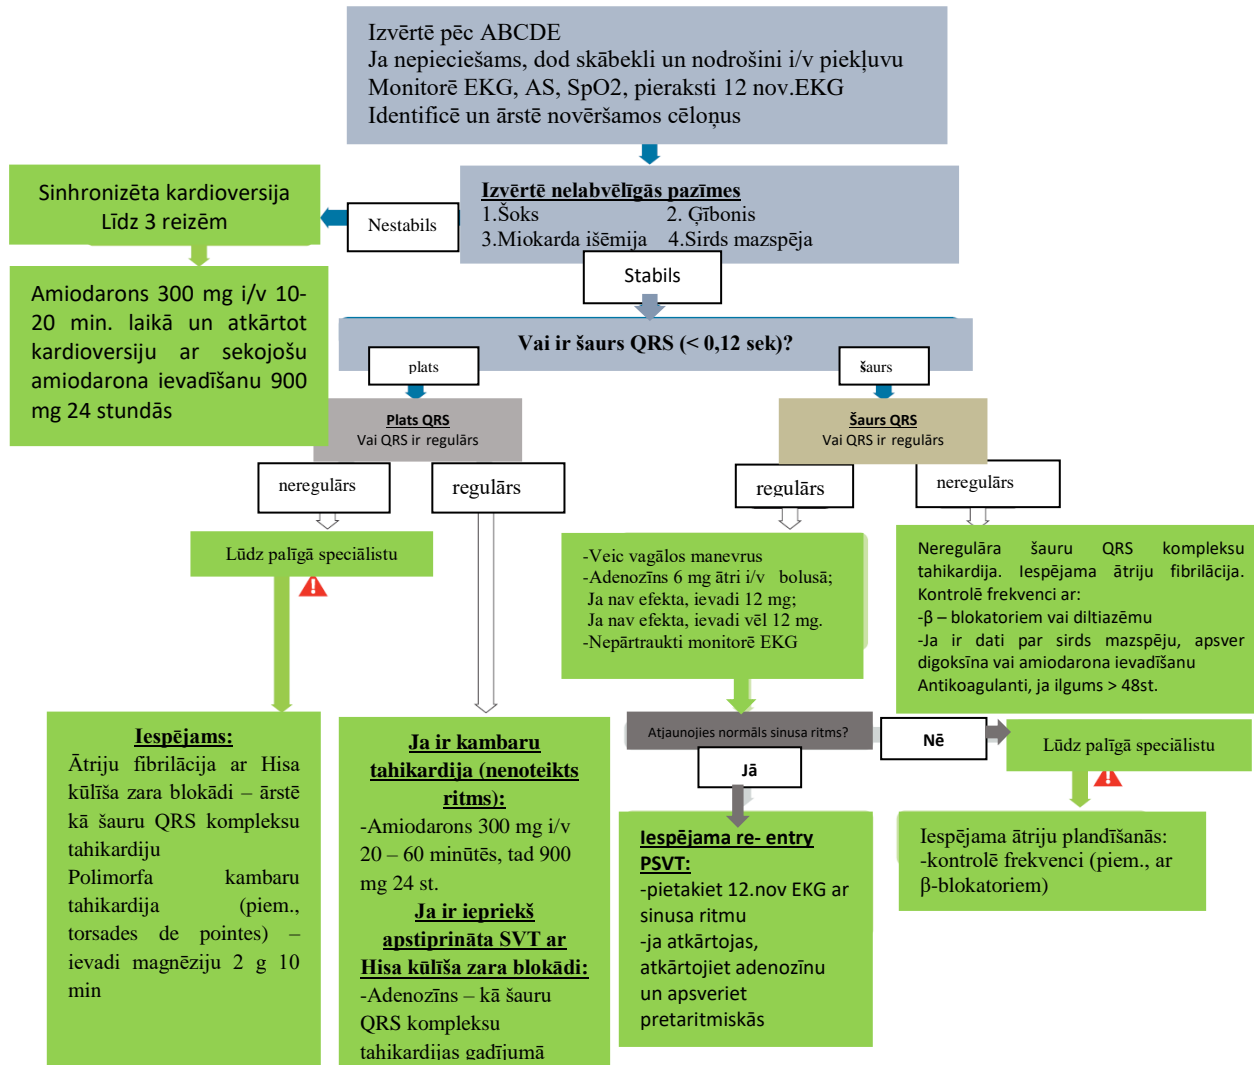 Izvērtē pēc ABCDE
Ja nepieciešams, dod skābekli un nodrošini i/v piekļuvu
Monitorē EKG, AS, SpO2, pieraksti 12 nov.EKG
Identificē un ārstē novēršamos cēloņus
Sinhronizēta kardioversija
Līdz 3 reizēm
Nestabils
Izvērtē nelabvēlīgās pazīmes
1.Šoks 2. Ģībonis
3.Miokarda išēmija 4.Sirds mazspēja
Stabils
Amiodarons 300 mg i/v 10-
20 min. laikā un atkārtot
kardioversiju ar sekojošu
amiodarona ievadīšanu 900
mg 24 stundās
Vai ir šaurs QRS (< 0,12 sek)?
plats
šaurs
Plats QRS
Vai QRS ir regulārs
Šaurs QRS
Vai QRS ir regulārs
neregulārs
regulārs
regulārs
neregulārs
Lūdz palīgā speciālistu
-Veic vagālos manevrus
-Adenozīns 6 mg ātri i/v bolusā;
Ja nav efekta, ievadi 12 mg;
Ja nav efekta, ievadi vēl 12 mg.
-Nepārtraukti monitorē EKG
Neregulāra šauru QRS kompleksu
tahikardija. Iespējama ātriju fibrilācija.
Kontrolē frekvenci ar:
-β – blokatoriem vai diltiazēmu
-Ja ir dati par sirds mazspēju, apsver
digoksīna vai amiodarona ievadīšanu
Antikoagulanti, ja ilgums > 48st.
Iespējams:
Ātriju fibrilācija ar Hisa
kūlīša zara blokādi – ārstē
kā šauru QRS kompleksu
tahikardiju
Polimorfa kambaru
tahikardija (piem.,
torsades de pointes) –
ievadi magnēziju 2 g 10
min
Ja ir kambaru
tahikardija (nenoteikts
ritms):
-Amiodarons 300 mg i/v
20 – 60 minūtēs, tad 900
mg 24 st.
Ja ir iepriekš
apstiprināta SVT ar
Hisa kūlīša zara blokādi:
-Adenozīns – kā šauru
QRS kompleksu
tahikardijas gadījumā
Atjaunojies normāls sinusa ritms?
Nē
Jā
Lūdz palīgā speciālistu
Iespējama re- entry
PSVT:
-pietakiet 12.nov EKG ar
sinusa ritmu
-ja atkārtojas,
atkārtojiet adenozīnu
un apsveriet
pretaritmiskās
Iespējama ātriju plandīšanās:
-kontrolē frekvenci (piem., ar
β-blokatoriem)